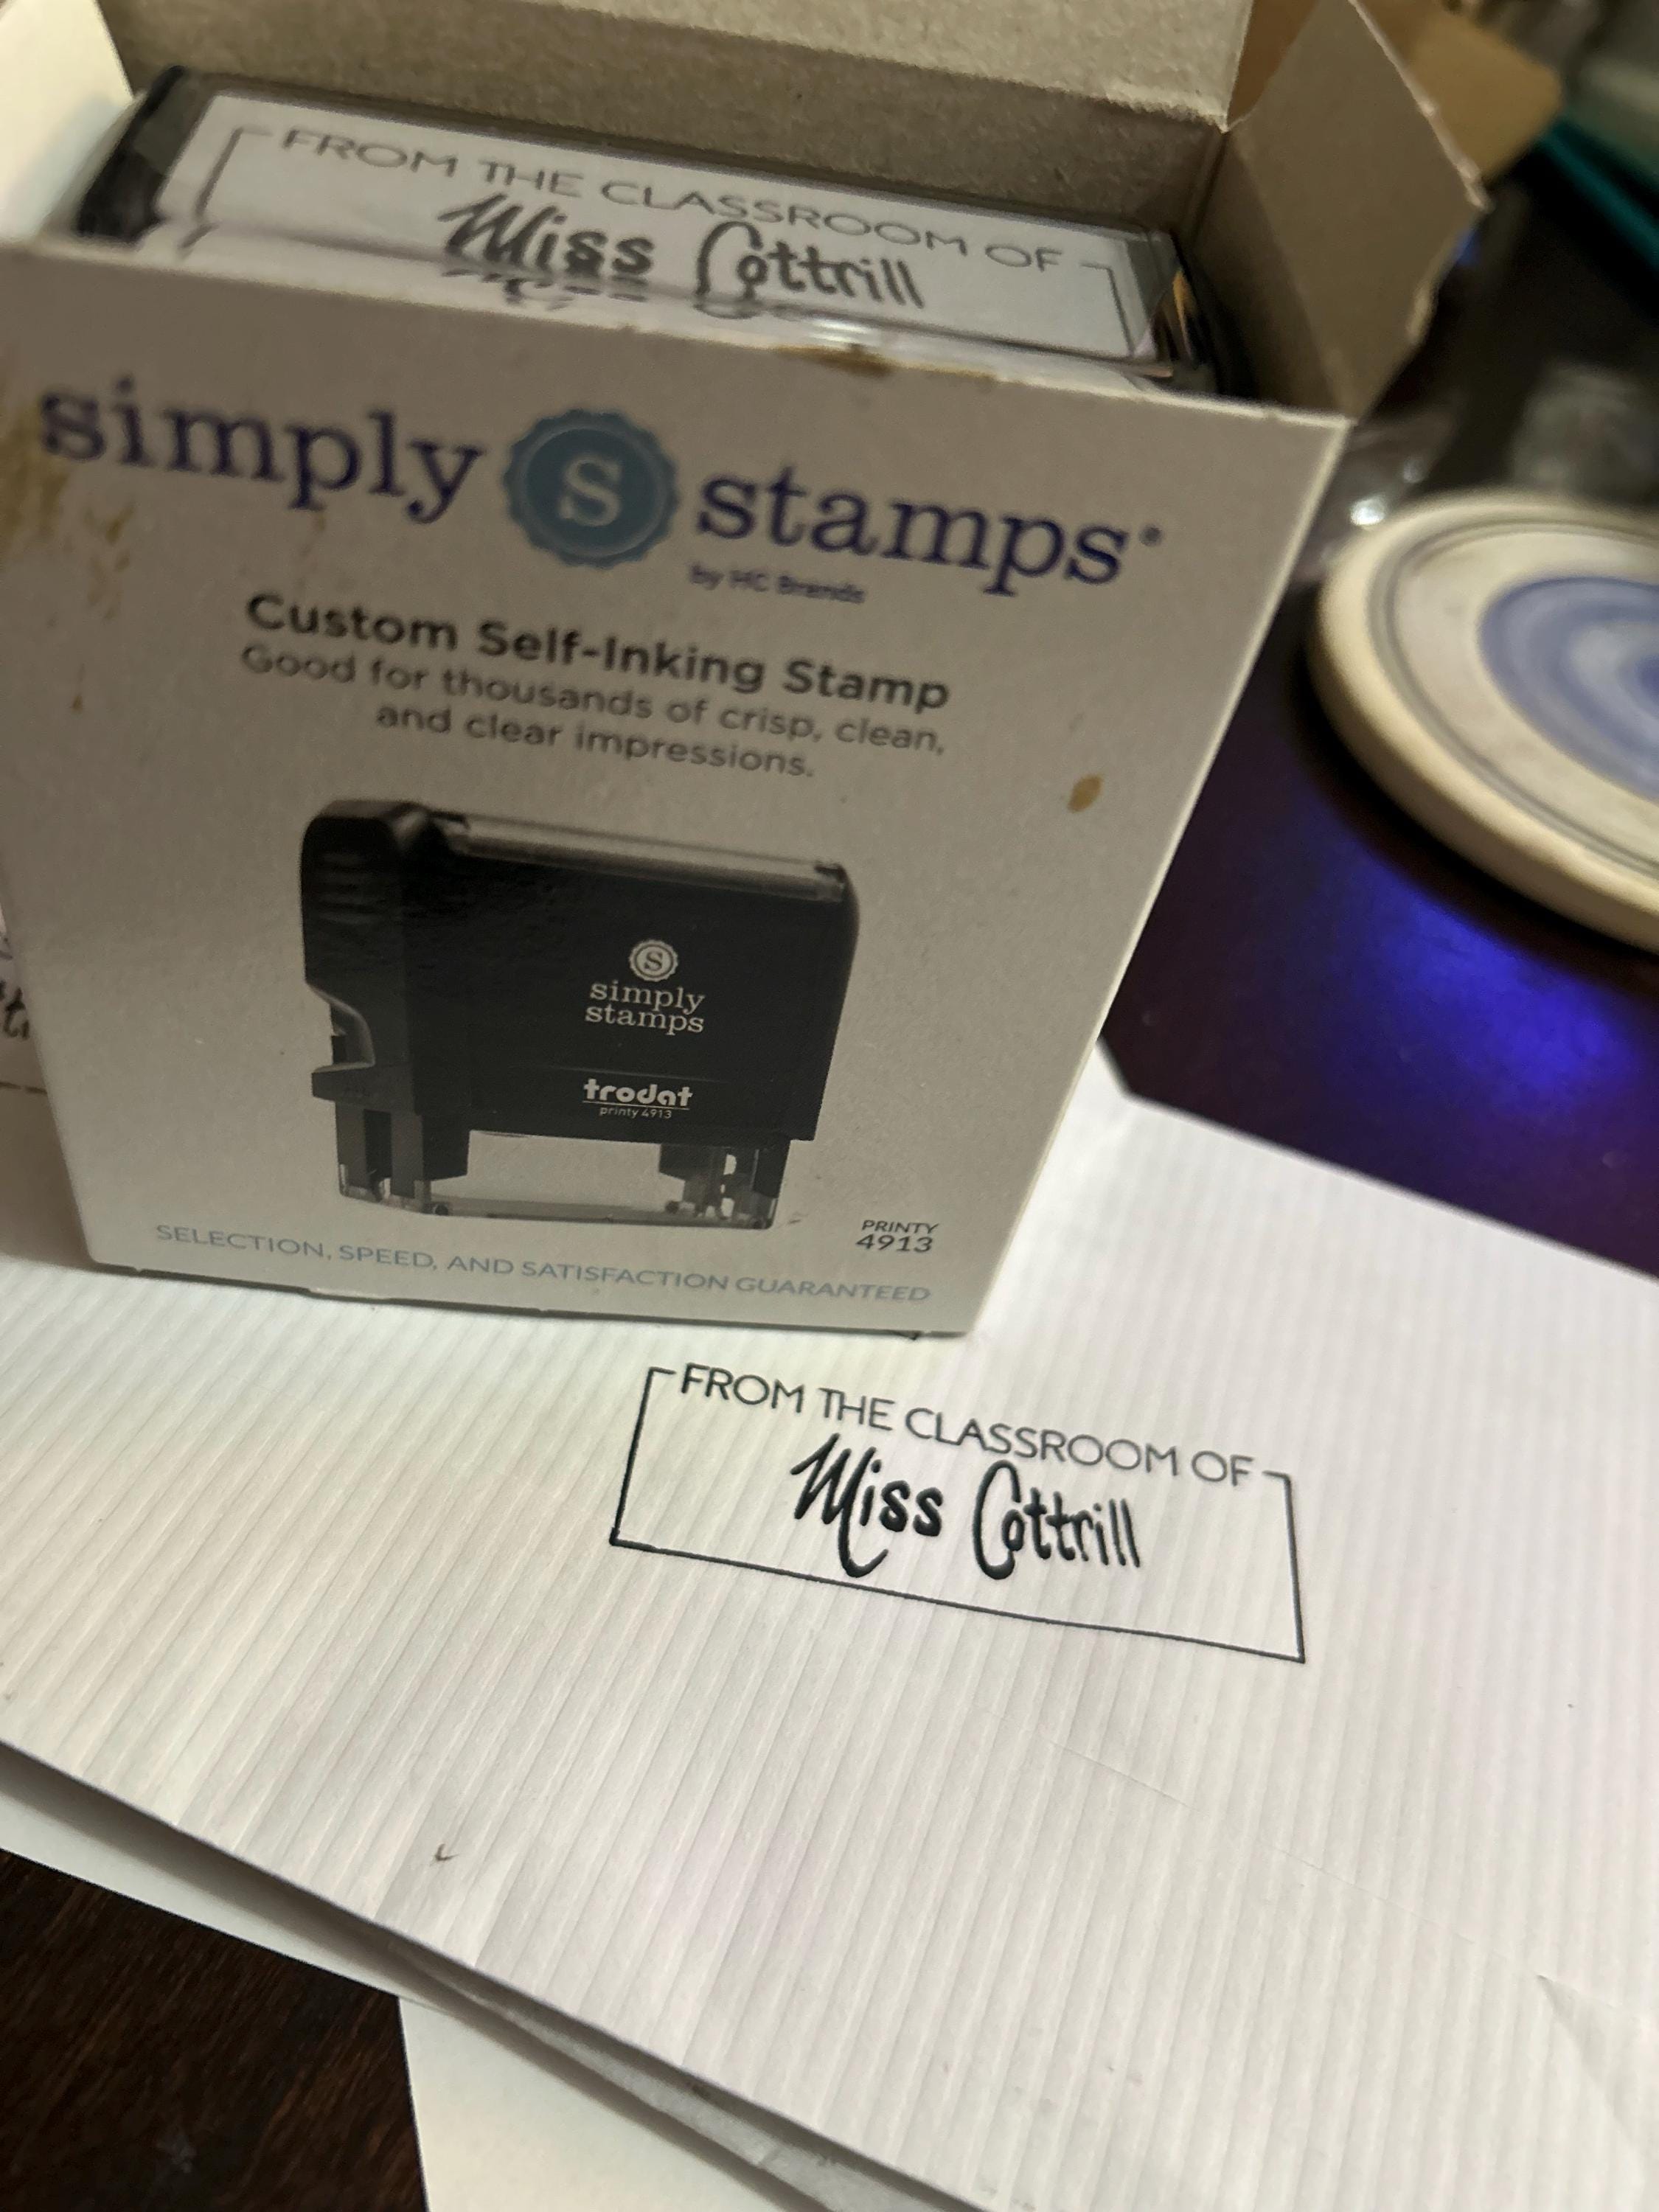 FROM THE CLASSROOM OF
Miss Cottrill
simply S stamps
by HC Brands
Custom Self-Inking Stamp
Good for thousands of crisp, clean,
and clear impressions.
S
simply
stamps
trodat
printy 4913
PRINTY
4913
SELECTION, SPEED, AND SATISFACTION GUARANTEED
FROM THE CLASSROOM OF
Miss Cottrill